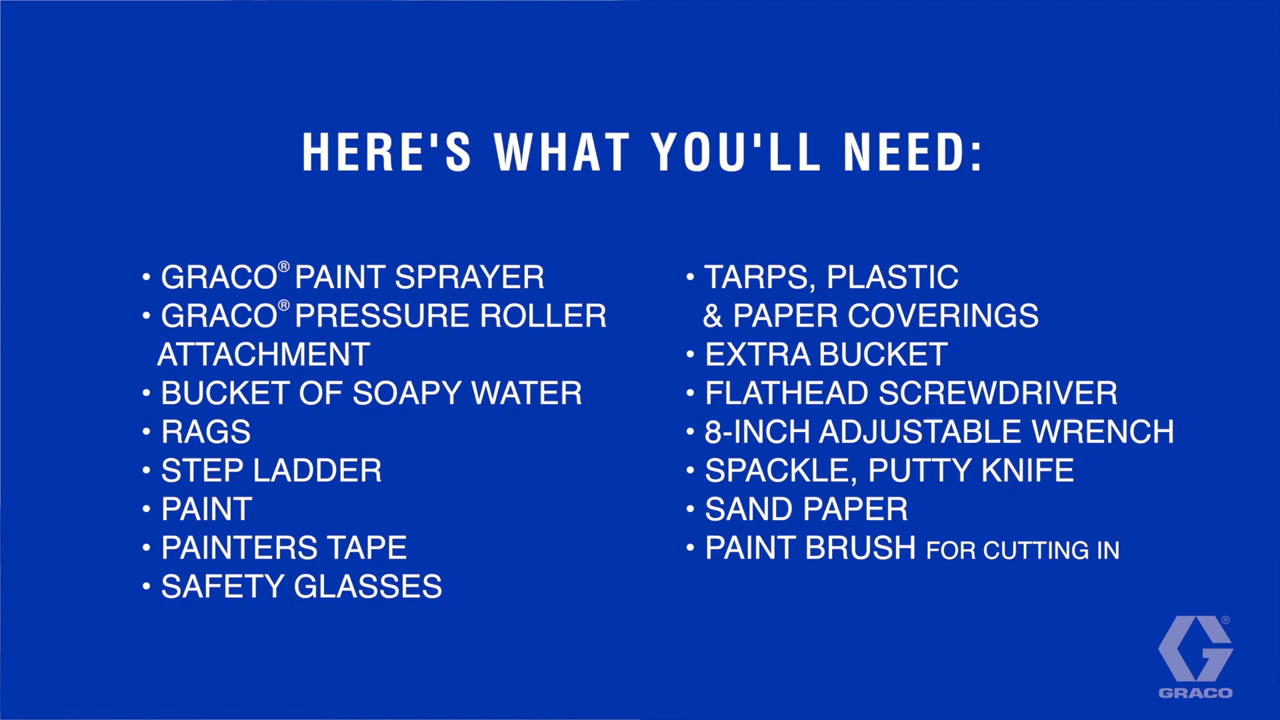 HERE'S WHAT YOU'LL NEED:
• GRACO® PAINT SPRAYER
• GRACO® PRESSURE ROLLER
ATTACHMENT
• BUCKET OF SOAPY WATER
• RAGS
• STEP LADDER
• PAINT
• PAINTERS TAPE
• SAFETY GLASSES
• TARPS, PLASTIC
& PAPER COVERINGS
• EXTRA BUCKET
• FLATHEAD SCREWDRIVER
• 8-INCH ADJUSTABLE WRENCH
• SPACKLE, PUTTY KNIFE
• SAND PAPER
• PAINT BRUSH FOR CUTTING IN
G®
GRACO